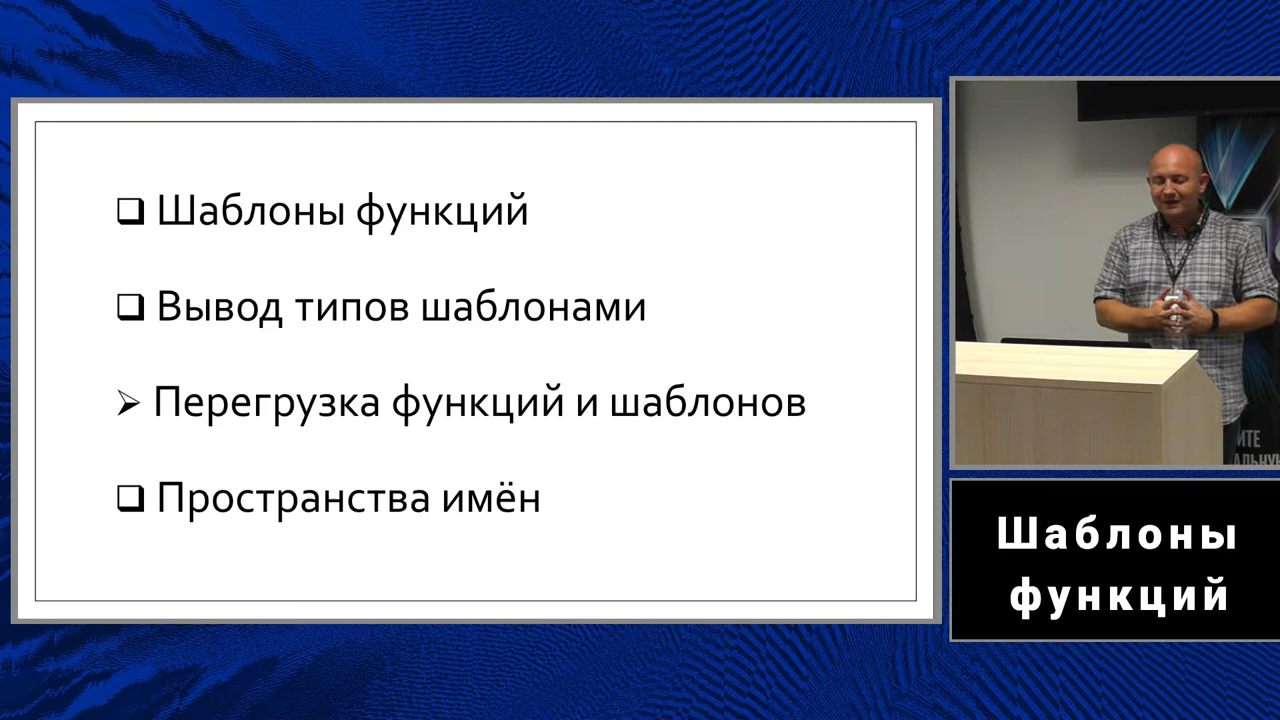 Шаблоны функций
Вывод типов шаблонами
Перегрузка функций и шаблонов
Пространства имён
Шаблоны
функций